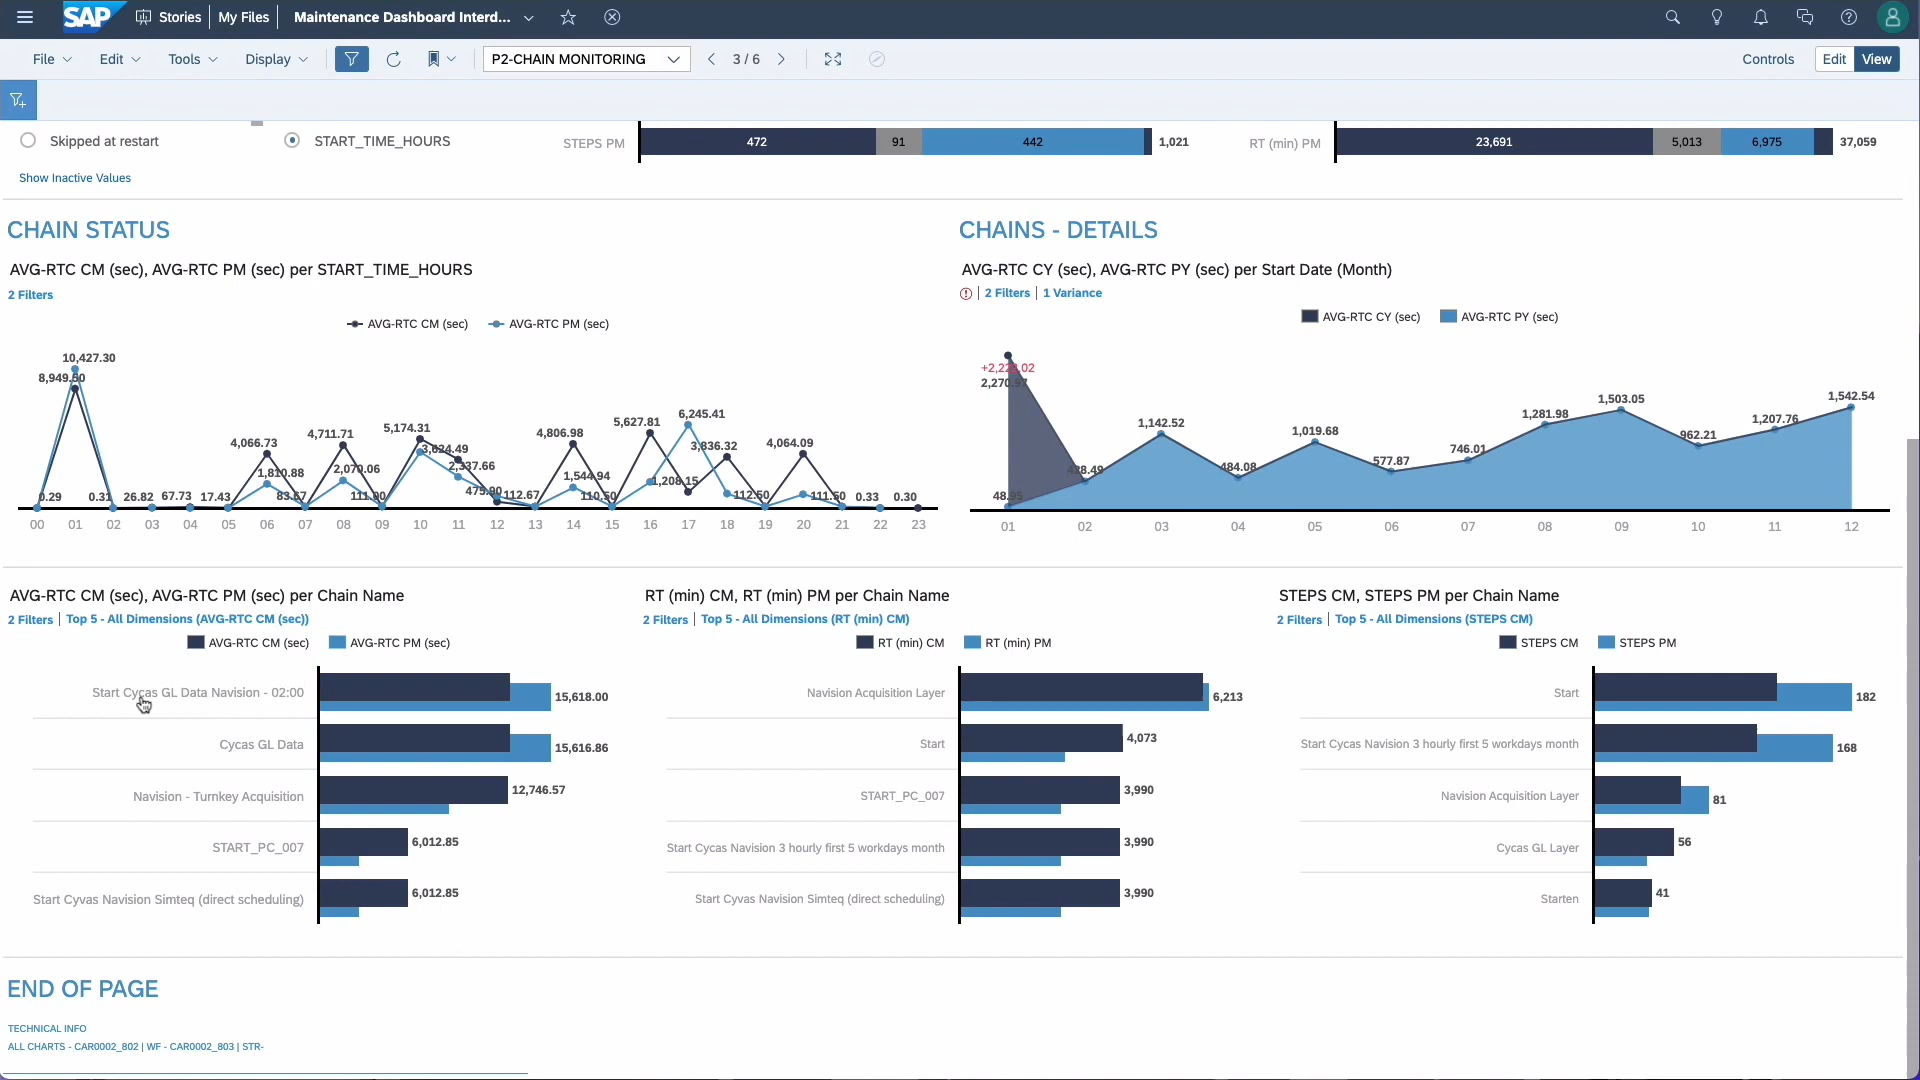 SAP Stories My Files Maintenance Dashboard Interd...
File Edit Tools Display P2-CHAIN MONITORING 3 / 6 Controls Edit View
Skipped at restart START_TIME_HOURS STEPS PM 472 91 442 1,021 RT (min) PM 23,691 5,013 6,975 37,059
Show Inactive Values
CHAIN STATUS
AVG-RTC CM (sec), AVG-RTC PM (sec) per START_TIME_HOURS
2 Filters
AVG-RTC CM (sec) AVG-RTC PM (sec)
10,427.30
8,949.50
6,245.41
5,627.81
5,174.31
4,711.71
4,806.98
4,066.73
4,064.09
3,624.49
3,836.32
2,337.66
1,810.88
2,070.06
1,544.94
1,208.15
0.29 0.31 26.82 67.73 17.43 83.67 111.00 475.90 112.67 110.50 112.50 111.50 0.33 0.30
00 01 02 03 04 05 06 07 08 09 10 11 12 13 14 15 16 17 18 19 20 21 22 23
CHAINS - DETAILS
AVG-RTC CY (sec), AVG-RTC PY (sec) per Start Date (Month)
2 Filters 1 Variance
AVG-RTC CY (sec) AVG-RTC PY (sec)
2,270.97
48.95 428.49 1,142.52 484.08 1,019.68 577.87 746.01 1,281.98 1,503.05 962.21 1,207.76 1,542.54
01 02 03 04 05 06 07 08 09 10 11 12
AVG-RTC CM (sec), AVG-RTC PM (sec) per Chain Name
2 Filters Top 5 - All Dimensions (AVG-RTC CM (sec))
AVG-RTC CM (sec) AVG-RTC PM (sec)
Start Cycas GL Data Navision - 02:00 15,618.00
Cycas GL Data 15,616.86
Navision - Turnkey Acquisition 12,746.57
START_PC_007 6,012.85
Start Cyvas Navision Simteq (direct scheduling) 6,012.85
RT (min) CM, RT (min) PM per Chain Name
2 Filters Top 5 - All Dimensions (RT (min) CM)
RT (min) CM RT (min) PM
Navision Acquisition Layer 6,213
Start 4,073
START_PC_007 3,990
Start Cycas Navision 3 hourly first 5 workdays month 3,990
Start Cyvas Navision Simteq (direct scheduling) 3,990
STEPS CM, STEPS PM per Chain Name
2 Filters Top 5 - All Dimensions (STEPS CM)
STEPS CM STEPS PM
Start 182
Start Cycas Navision 3 hourly first 5 workdays month 168
Navision Acquisition Layer 81
Cycas GL Layer 56
Starten 41
END OF PAGE
TECHNICAL INFO
ALL CHARTS - CAR0002_802 | WF - CAR0002_803 | STR-